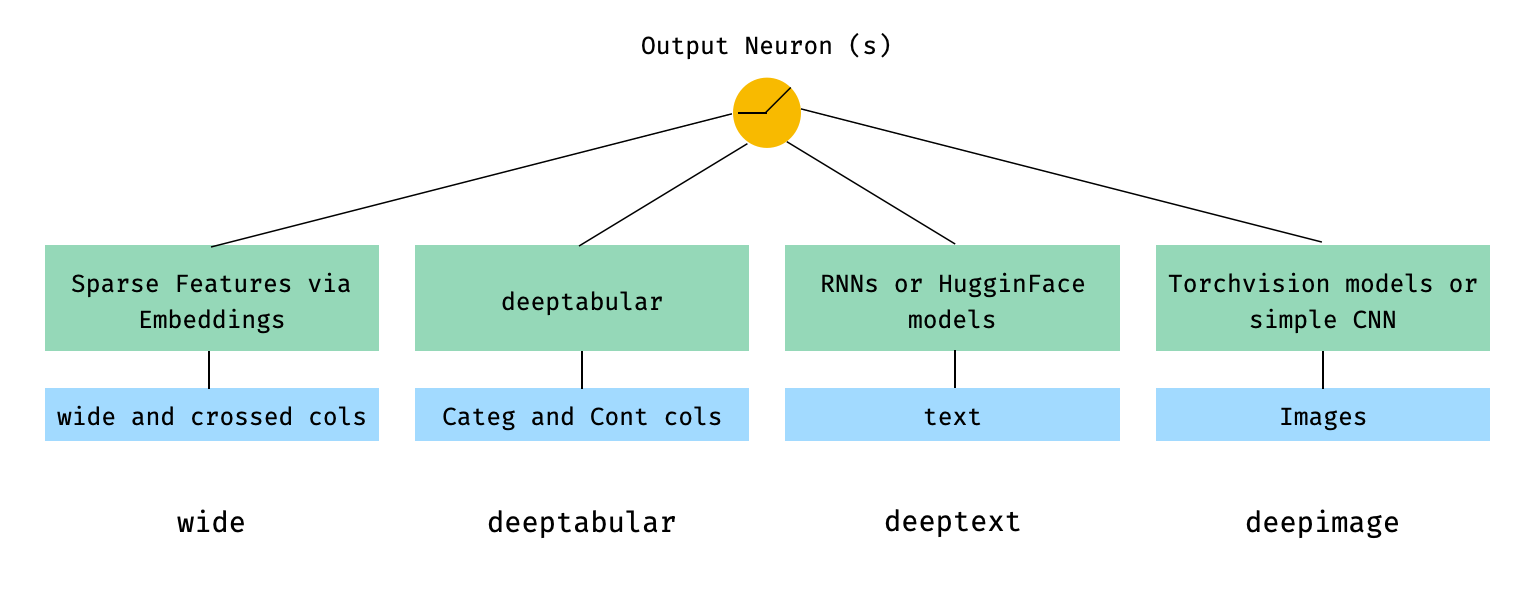 Output Neuron (s)
Sparse Features via
Embeddings
deeptabular
RNNs or HugginFace
models
Torchvision models or
simple CNN
wide and crossed cols
Categ and Cont cols
text
Images
wide
deeptabular
deeptext
deepimage